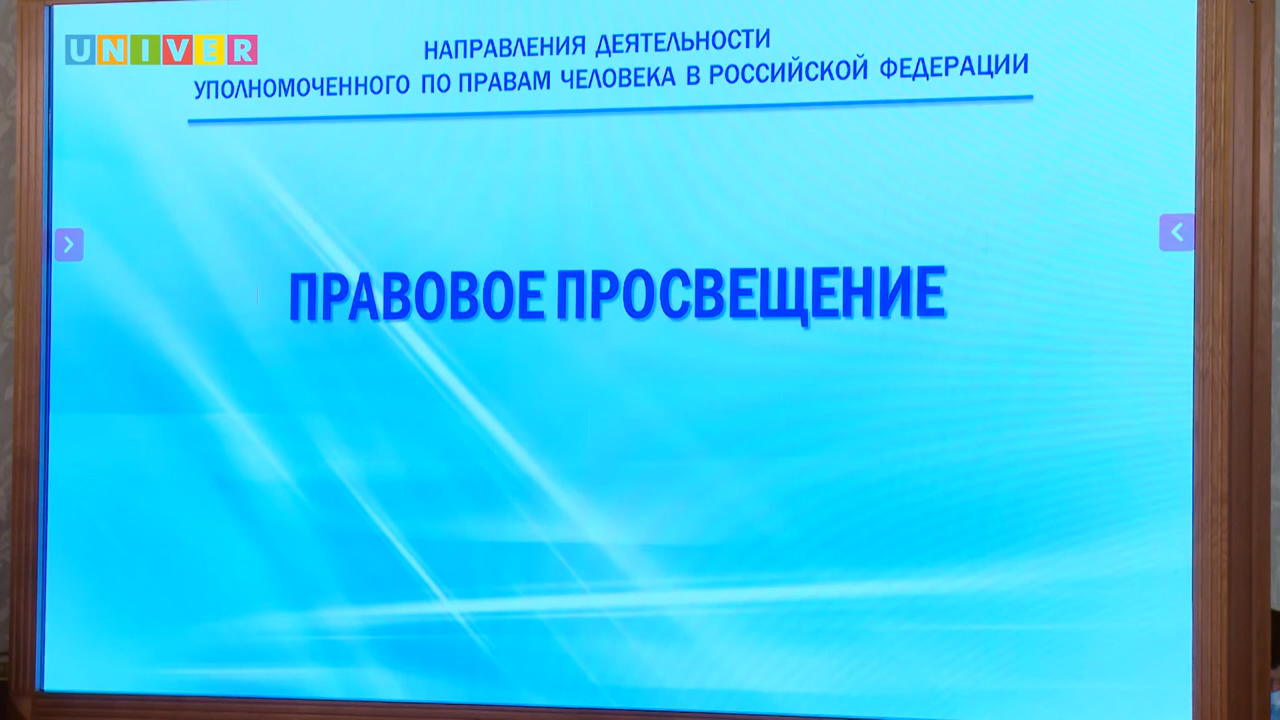 UNIVER
НАПРАВЛЕНИЯ ДЕЯТЕЛЬНОСТИ
УПОЛНОМОЧЕННОГО ПО ПРАВАМ ЧЕЛОВЕКА В РОССИЙСКОЙ ФЕДЕРАЦИИ
ПРАВОВОЕ ПРОСВЕЩЕНИЕ